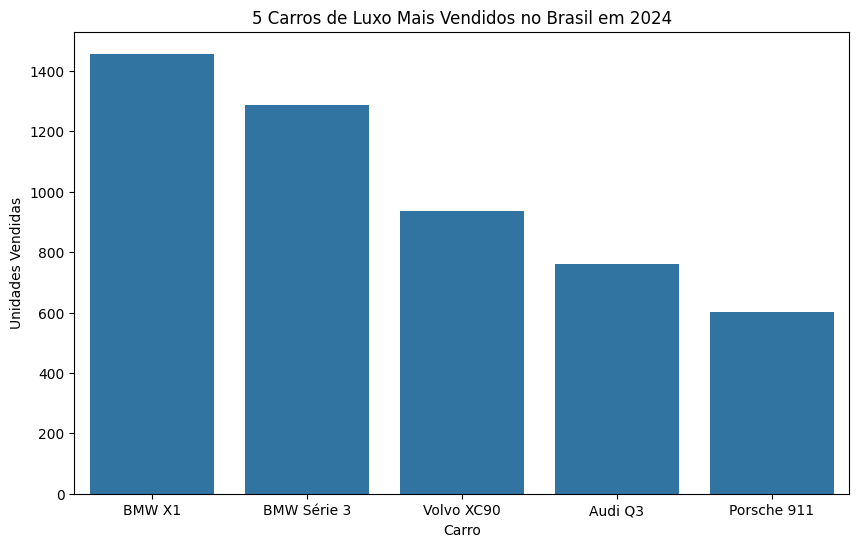 5 Carros de Luxo Mais Vendidos no Brasil em 2024
Unidades Vendidas
1400
1200
1000
800
600
400
200
0
BMW X1
BMW Série 3
Volvo XC90
Audi Q3
Porsche 911
Carro